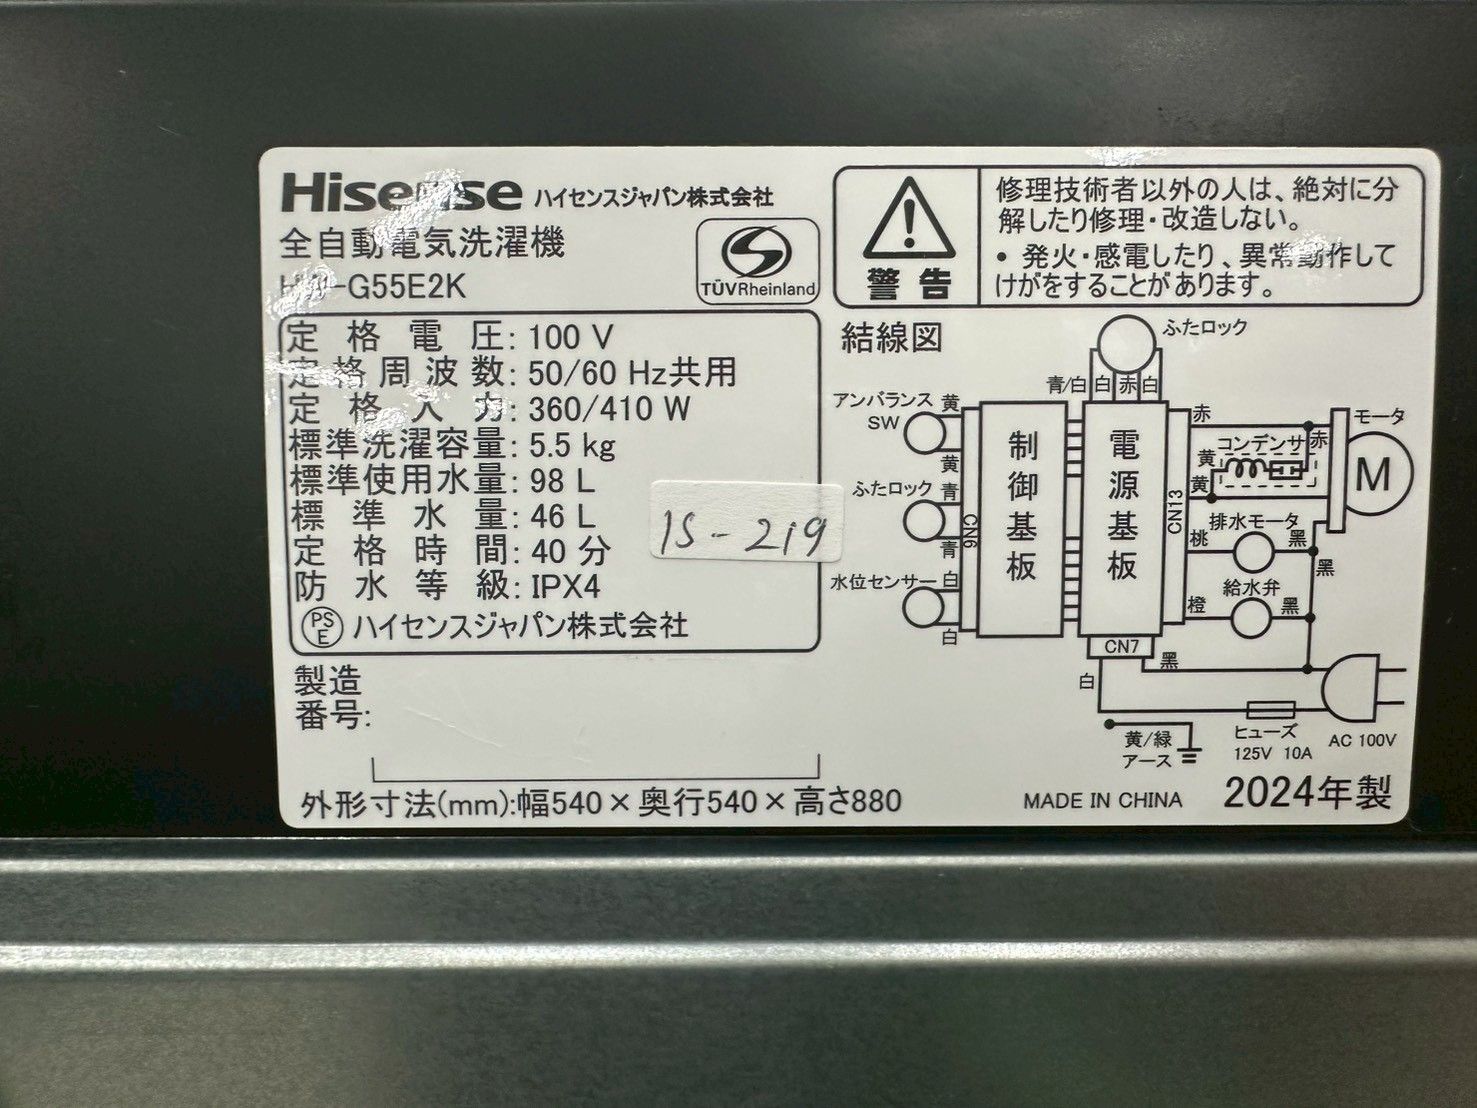 Hisense ハイセンスジャパン株式会社
全自動電気洗濯機
HW-G55E2K
TÜVRheinland
定格電圧: 100 V
定格周波数: 50/60 Hz共用
定格入力: 360/410 W
標準洗濯容量: 5.5 kg
標準使用水量: 98 L
標準水量: 46 L
定格時間: 40 分
防水等級: IPX4
PSE ハイセンスジャパン株式会社
1S-219
製造
番号:
外形寸法(mm):幅540×奥行540×高さ880
警告
修理技術者以外の人は、絶対に分
解したり修理・改造しない。
・発火・感電したり、異常動作して
けがをすることがあります。
結線図
ふたロック
青/白 白 赤 白
アンバランス
SW
黄
黄
ふたロック
青
青
水位センサー
白
白
CN6
制御基板
電源基板
CN13
CN7
赤
コンデンサ
赤
黄
黄
モータ
M
排水モータ
桃
黒
黒
給水弁
橙
黒
黒
白
ヒューズ
125V 10A
AC 100V
黄/緑
アース
MADE IN CHINA
2024年製